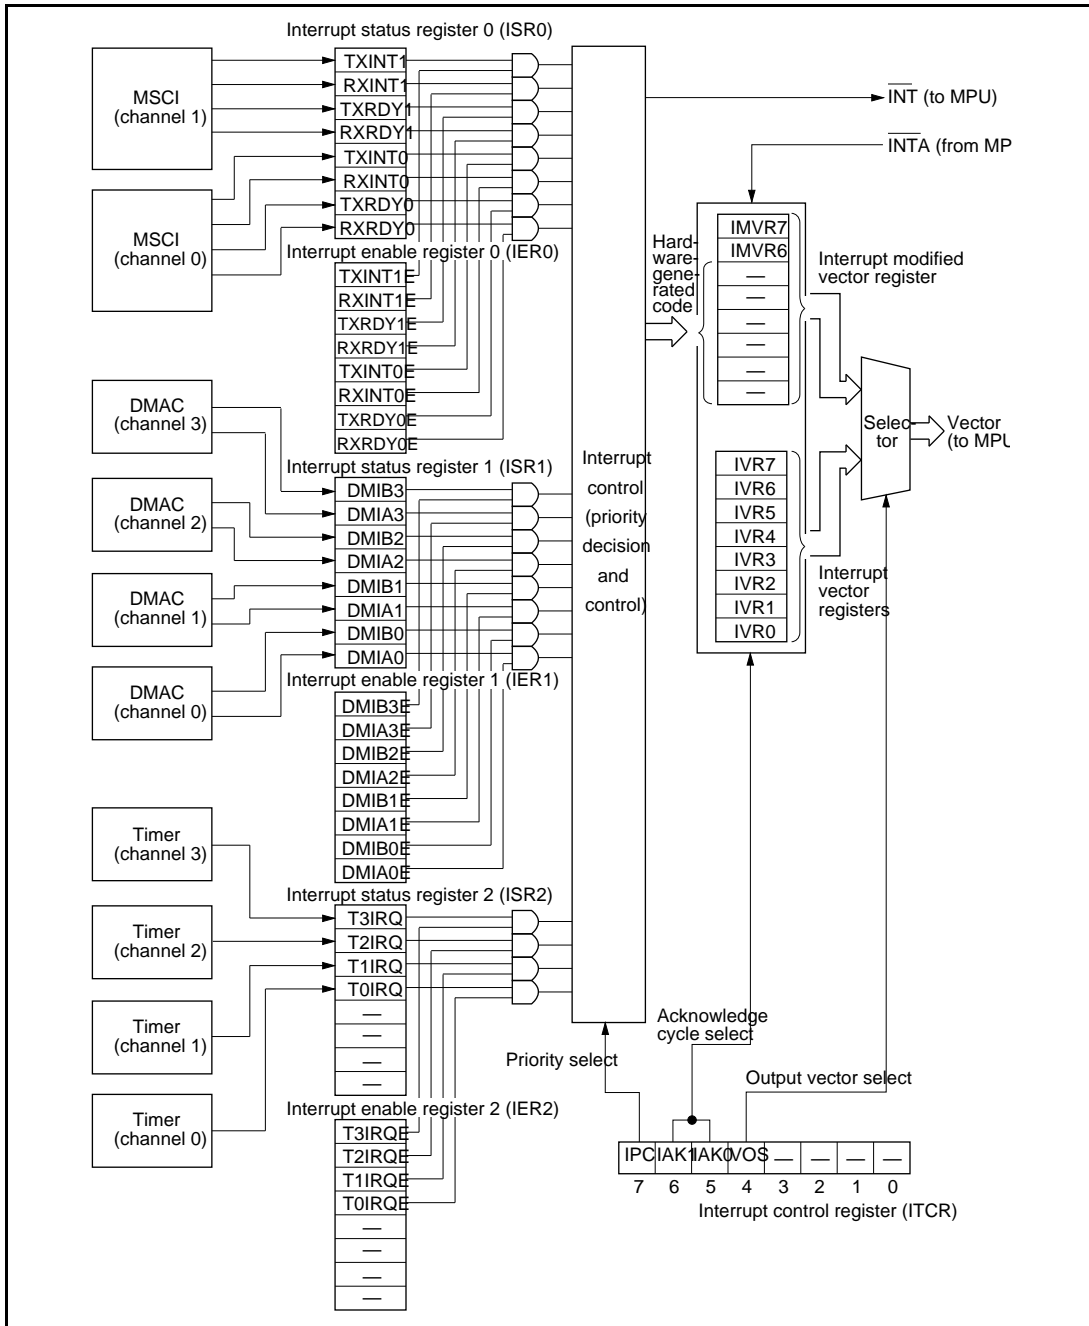 Interrupt status register 0 (ISR0)
MSCI
(channel 1)
MSCI
(channel 0)
TXINT1
RXINT1
TXRDY1
RXRDY1
TXINT0
RXINT0
TXRDY0
RXRDY0
Interrupt enable register 0 (IER0)
TXINT1E
RXINT1E
TXRDY1E
RXRDY1E
TXINT0E
RXINT0E
TXRDY0E
RXRDY0E
DMAC
(channel 3)
DMAC
(channel 2)
DMAC
(channel 1)
DMAC
(channel 0)
Interrupt status register 1 (ISR1)
DMIB3
DMIA3
DMIB2
DMIA2
DMIB1
DMIA1
DMIB0
DMIA0
Interrupt enable register 1 (IER1)
DMIB3E
DMIA3E
DMIB2E
DMIA2E
DMIB1E
DMIA1E
DMIB0E
DMIA0E
Timer
(channel 3)
Timer
(channel 2)
Timer
(channel 1)
Timer
(channel 0)
Interrupt status register 2 (ISR2)
T3IRQ
T2IRQ
T1IRQ
T0IRQ
—
—
—
—
Interrupt enable register 2 (IER2)
T3IRQE
T2IRQE
T1IRQE
T0IRQE
—
—
—
—
Interrupt
control
(priority
decision
and
control)
INT (to MPU)
INTA (from MP
Hard-
ware-
gene-
rated
code
IMVR7
IMVR6
—
—
—
—
—
—
Interrupt modified
vector register
IVR7
IVR6
IVR5
IVR4
IVR3
IVR2
IVR1
IVR0
Interrupt
vector
registers
Selec-
tor
Vector
(to MPU
Acknowledge
cycle select
Priority select
Output vector select
IPC IAK1 IAK0 VOS — — — —
7 6 5 4 3 2 1 0
Interrupt control register (ITCR)